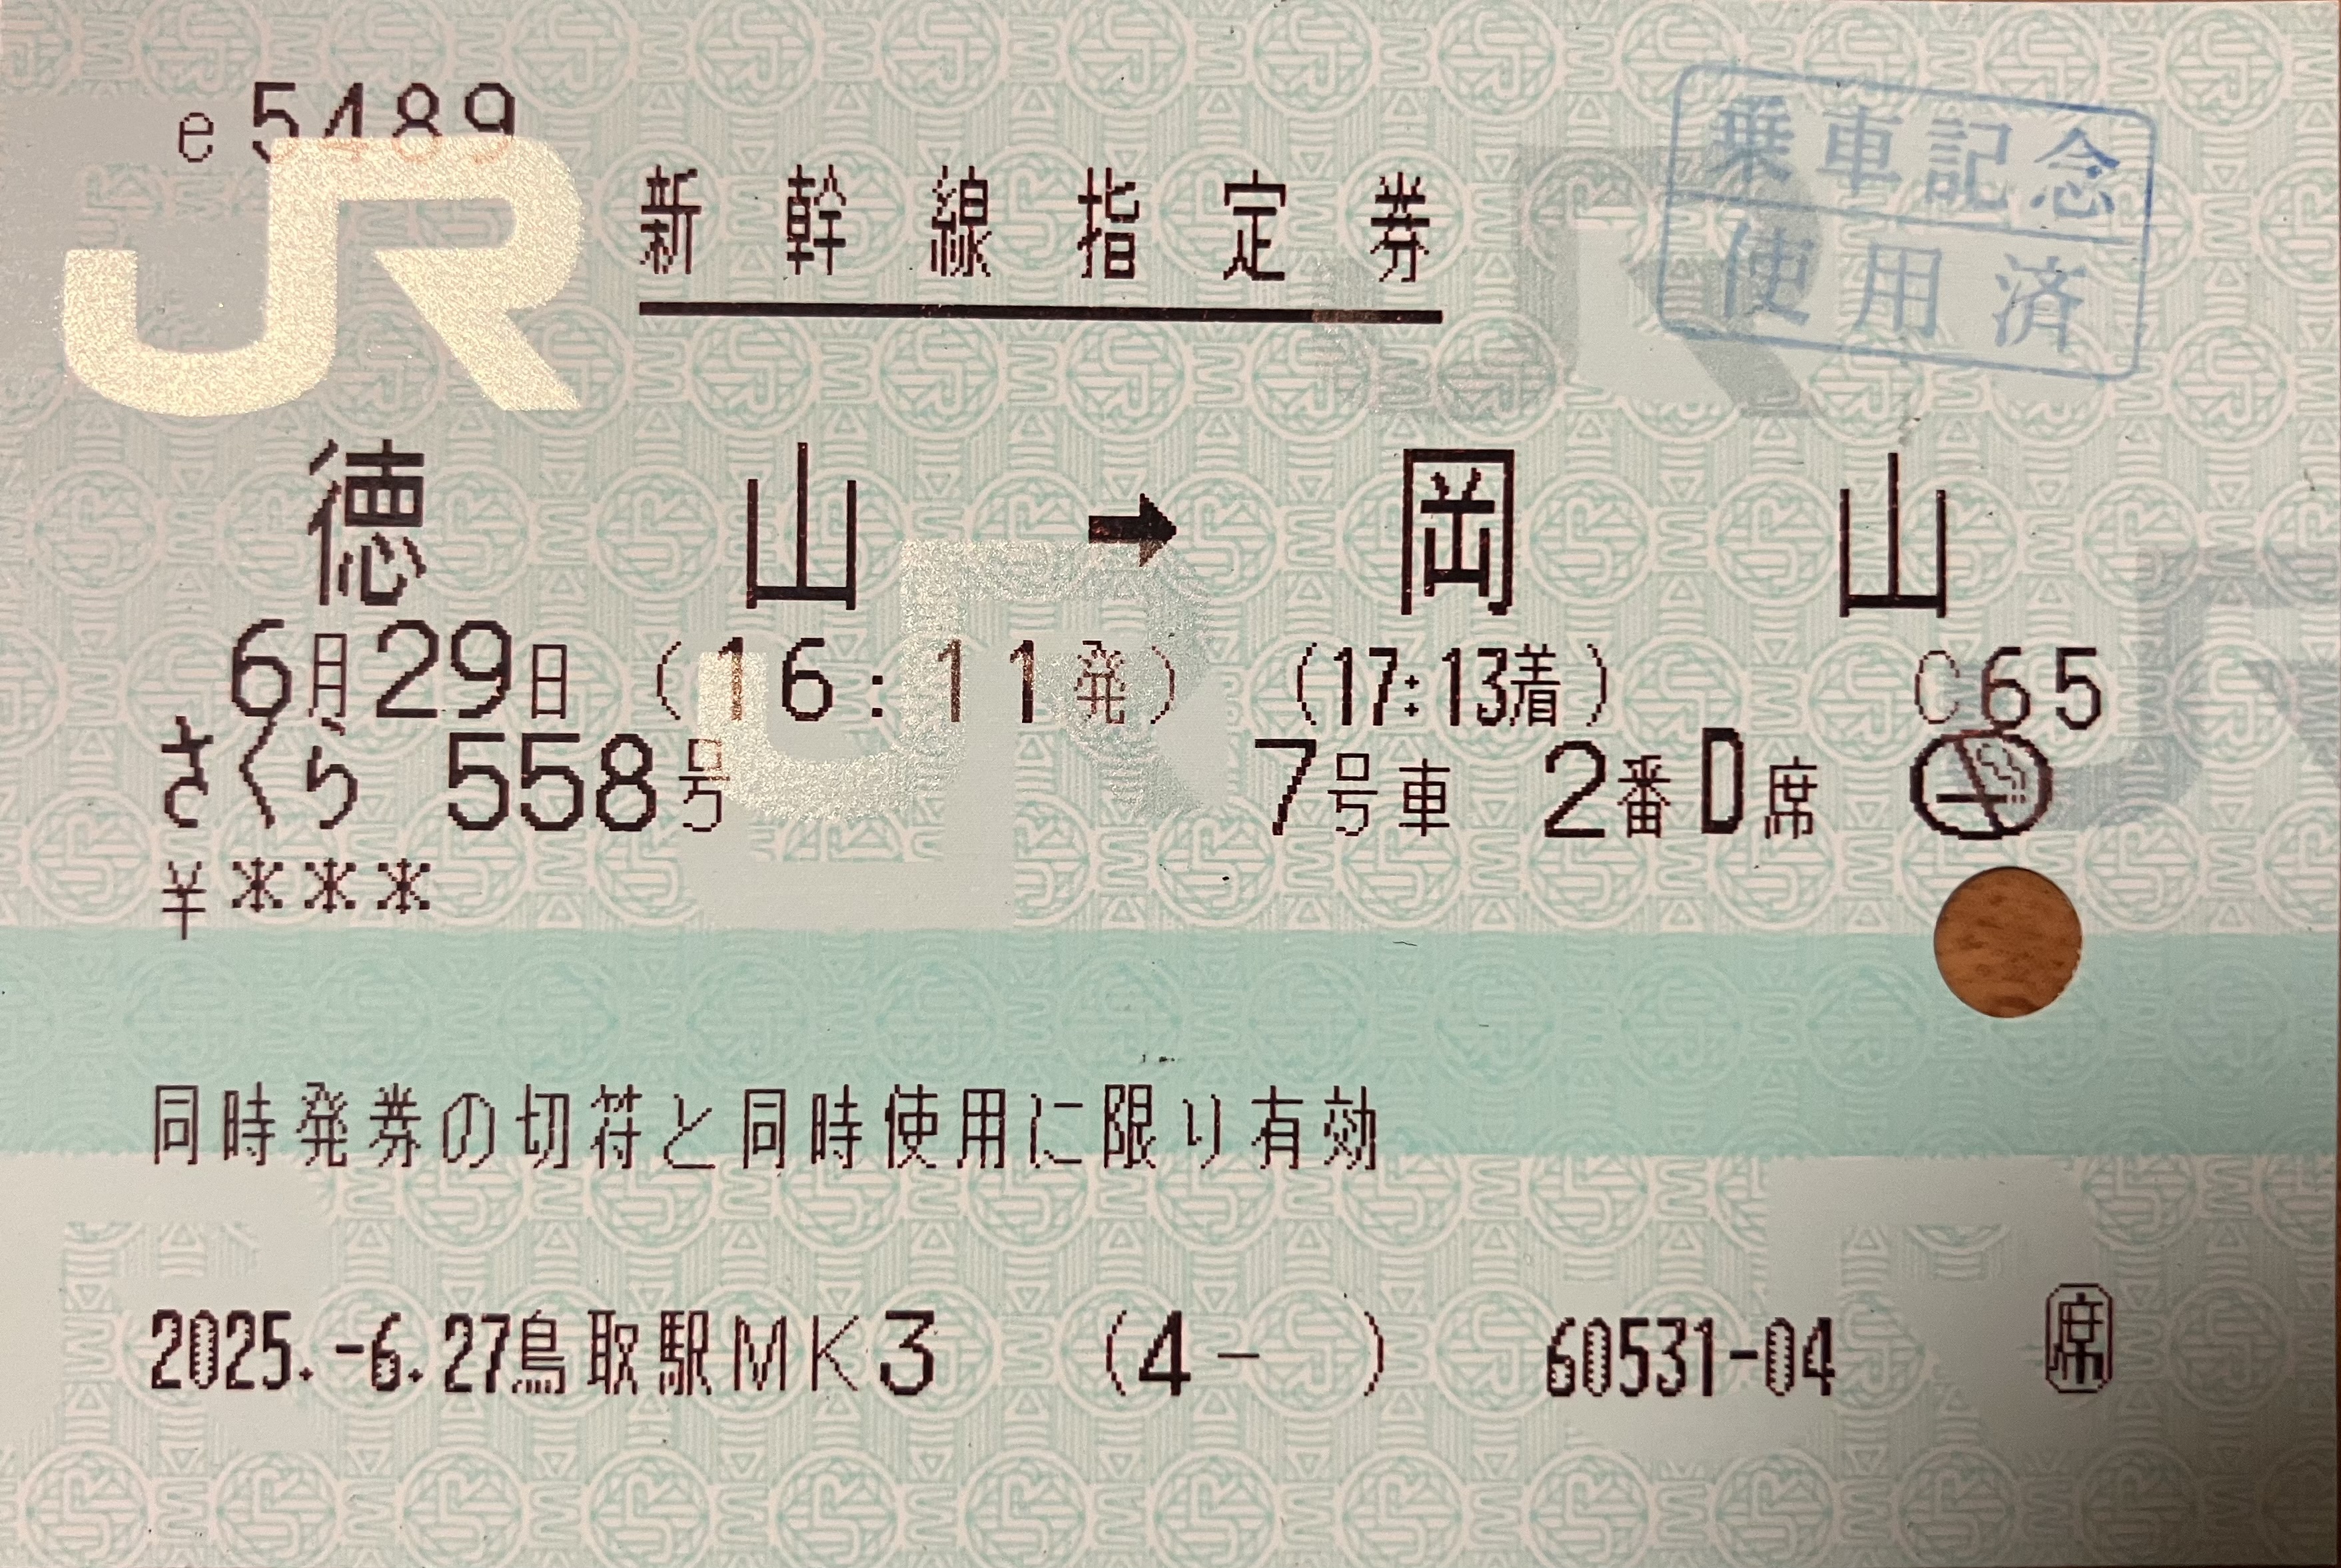 e5489
JR
新幹線指定券
乗車記念
使用済
徳山➡岡山
6月29日 (16:11発) (17:13着) C65
さくら 558号 7号車 2番D席
¥***
同時発券の切符と同時使用に限り有効
2025.-6.27鳥取駅MK3 (4- ) 60531-04 席